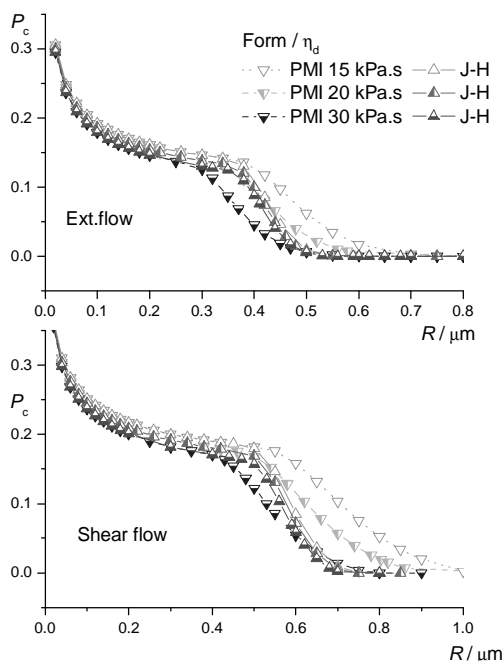 P_c
Form / η_d
0.3
PMI 15 kPa.s J-H
PMI 20 kPa.s J-H
PMI 30 kPa.s J-H
0.2
0.1
Ext.flow
0.0
0.0 0.1 0.2 0.3 0.4 0.5 0.6 0.7 0.8
R / μm
P_c
0.3
0.2
0.1
Shear flow
0.0
0.0 0.2 0.4 0.6 0.8 1.0
R / μm